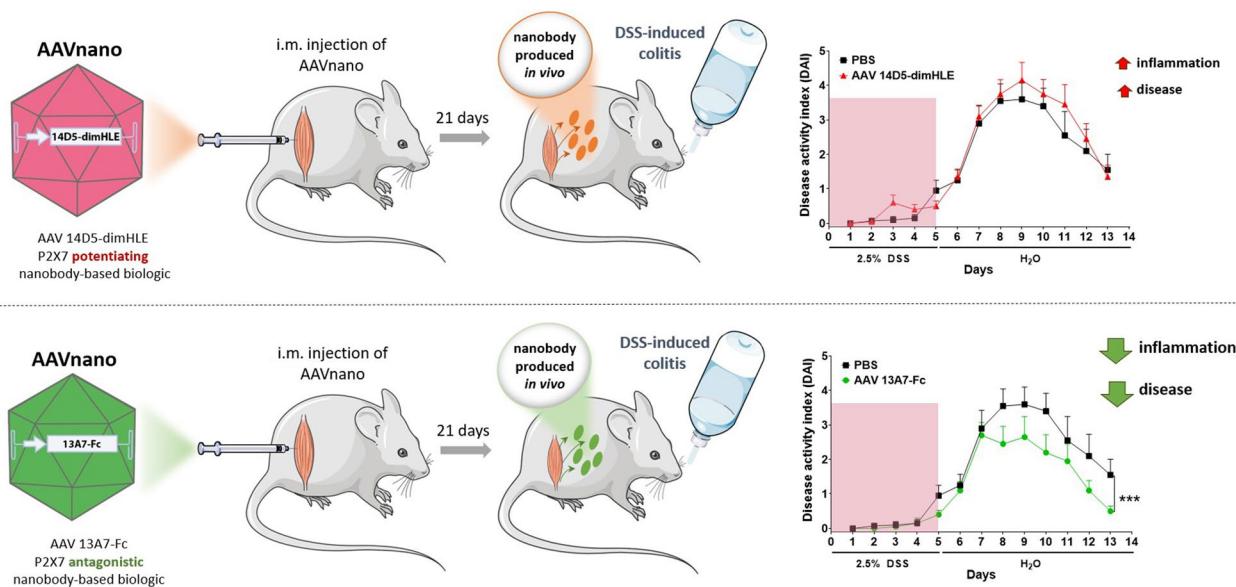 AAVnano
14D5-dimHLE
AAV 14D5-dimHLE
P2X7 potentiating
nanobody-based biologic
i.m. injection of
AAVnano
21 days
nanobody
produced
in vivo
DSS-induced
colitis
Disease activity index (DAI)
5
4
3
2
1
0
PBS
AAV 14D5-dimHLE
0 1 2 3 4 5 6 7 8 9 10 11 12 13 14
2.5% DSS
H₂O
Days
inflammation
disease
AAVnano
13A7-Fc
AAV 13A7-Fc
P2X7 antagonistic
nanobody-based biologic
i.m. injection of
AAVnano
21 days
nanobody
produced
in vivo
DSS-induced
colitis
Disease activity index (DAI)
5
4
3
2
1
0
PBS
AAV 13A7-Fc
***
0 1 2 3 4 5 6 7 8 9 10 11 12 13 14
2.5% DSS
H₂O
Days
inflammation
disease